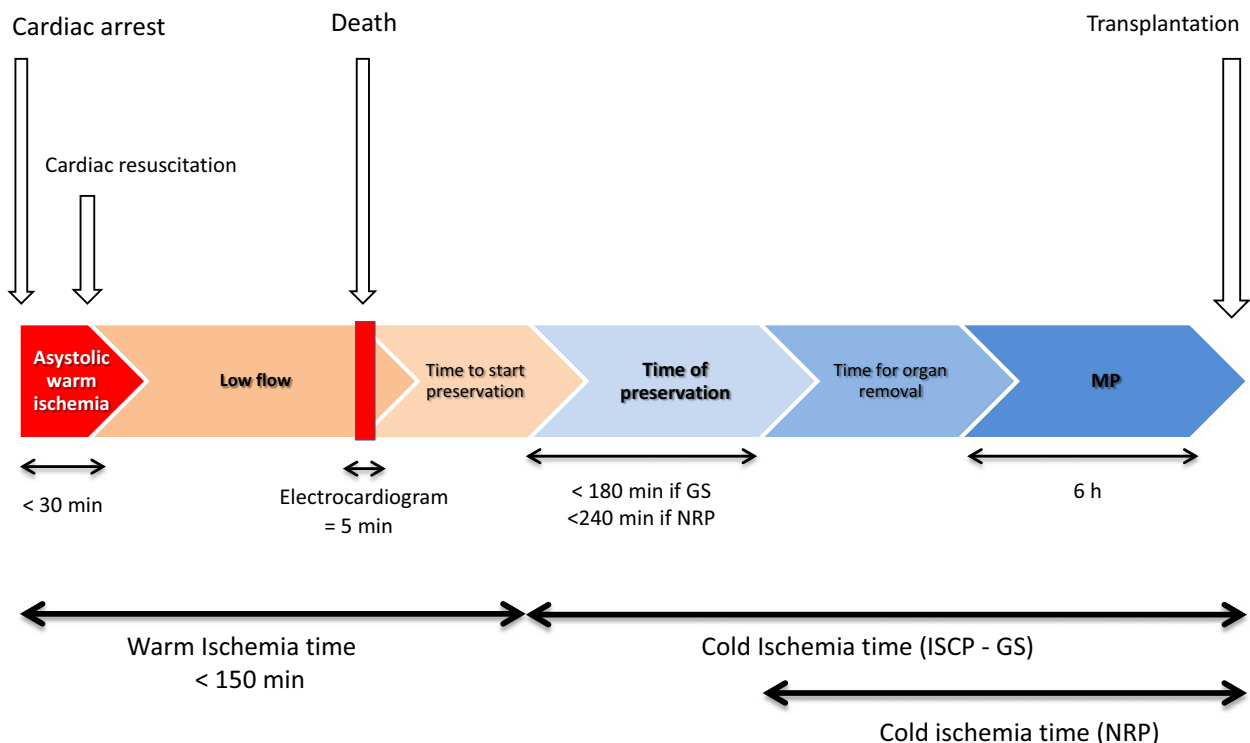 Cardiac arrest
Death
Transplantation
Cardiac resuscitation
Asystolic
warm
ischemia
Low flow
Time to start
preservation
Time of
preservation
Time for organ
removal
MP
< 30 min
Electrocardiogram
= 5 min
< 180 min if GS
<240 min if NRP
6 h
Warm Ischemia time
< 150 min
Cold Ischemia time (ISCP - GS)
Cold ischemia time (NRP)